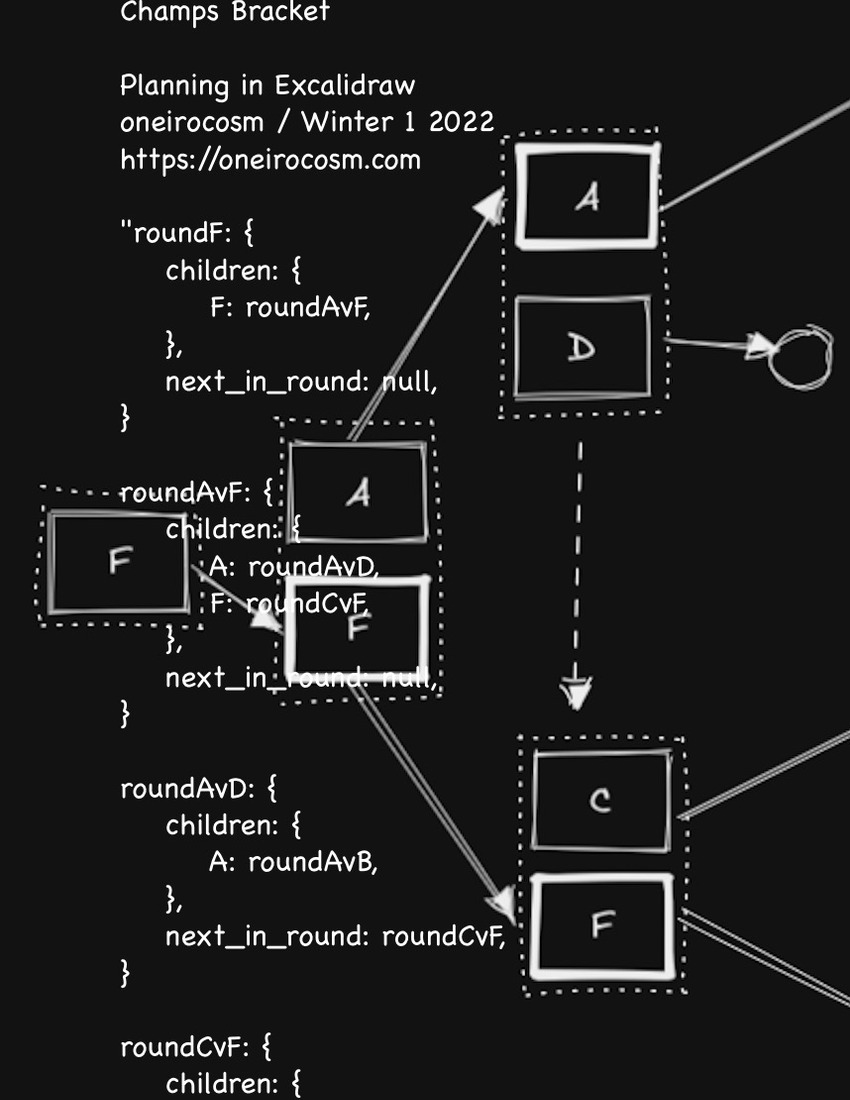 Champs Bracket
Planning in Excalidraw
oneirocosm / Winter 1 2022
https://oneirocosm.com
"roundF: {
children: {
F: roundAvF,
},
next_in_round: null,
}
roundAvF: {
children: {
A: roundAvD,
F: roundCvF,
},
next_in_round: null,
}
roundAvD: {
children: {
A: roundAvB,
},
next_in_round: roundCvF,
}
roundCvF: {
children: {
F
A
F
A
D
C
F